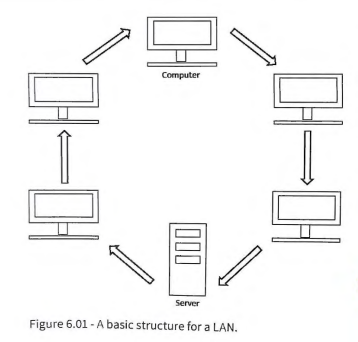 Computer
Server
Figure 6.01 - A basic structure for a LAN.